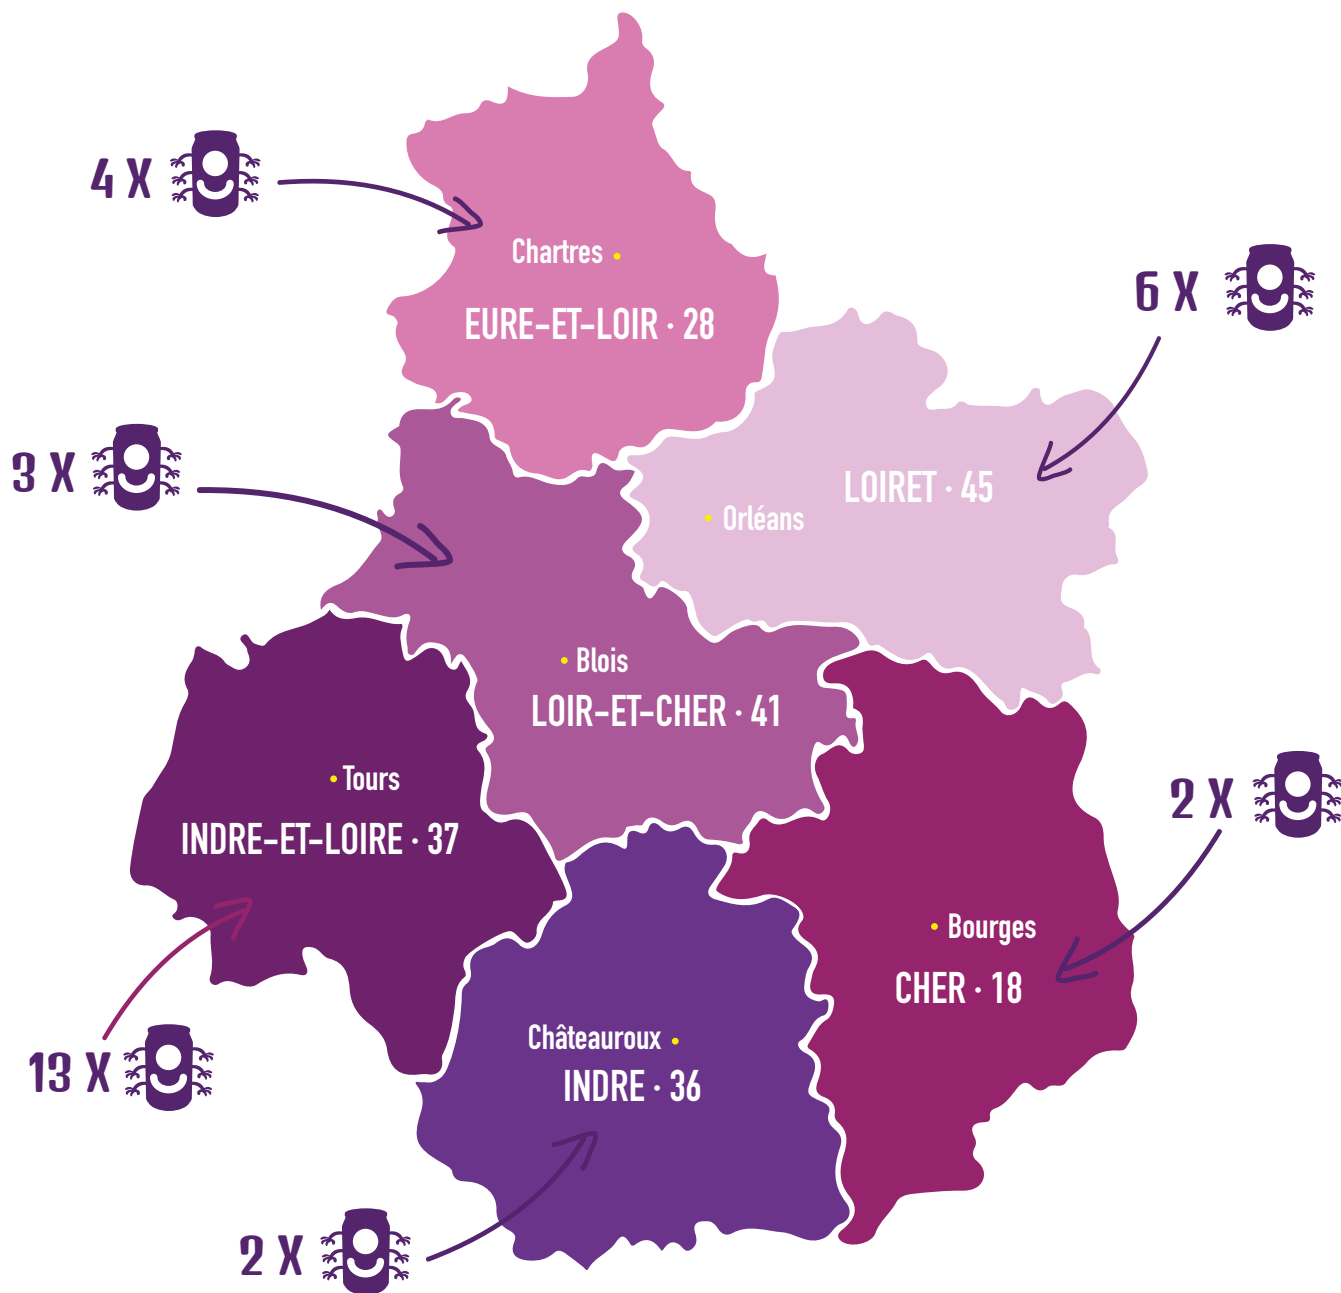 4 X
Chartres
EURE-ET-LOIR · 28
6 X
3 X
LOIRET · 45
Orléans
Blois
LOIR-ET-CHER · 41
Tours
INDRE-ET-LOIRE · 37
2 X
Bourges
CHER · 18
Châteauroux
INDRE · 36
13 X
2 X